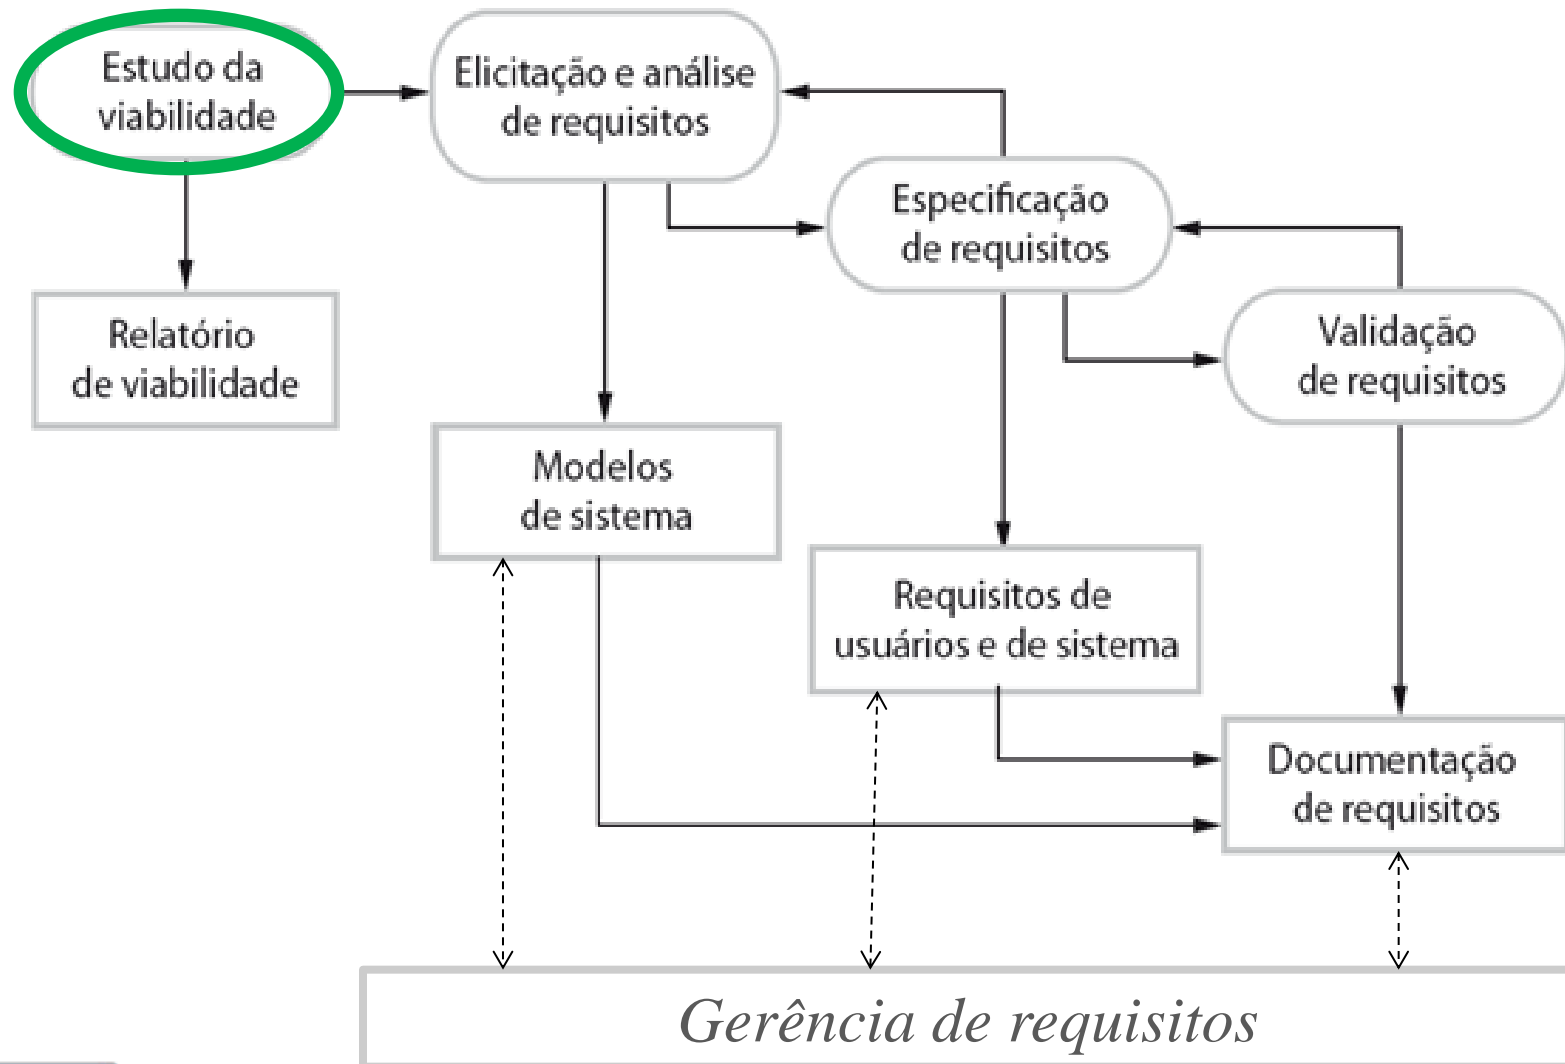 Estudo da
viabilidade
Elicitação e análise
de requisitos
Especificação
de requisitos
Validação
de requisitos
Relatório
de viabilidade
Modelos
de sistema
Requisitos de
usuários e de sistema
Documentação
de requisitos
Gerência de requisitos